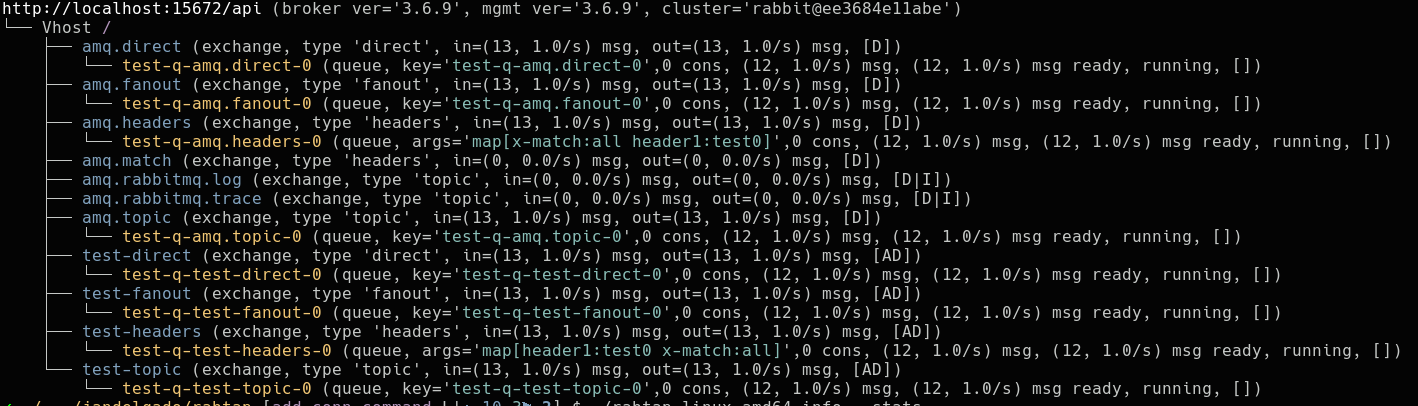 http://localhost:15672/api (broker ver='3.6.9', mgmt ver='3.6.9', cluster='rabbit@ee3684e11abe')
└── Vhost /
    ├── amq.direct (exchange, type 'direct', in=(13, 1.0/s) msg, out=(13, 1.0/s) msg, [D])
    │   └── test-q-amq.direct-0 (queue, key='test-q-amq.direct-0',0 cons, (12, 1.0/s) msg, (12, 1.0/s) msg ready, running, [])
    ├── amq.fanout (exchange, type 'fanout', in=(13, 1.0/s) msg, out=(13, 1.0/s) msg, [D])
    │   └── test-q-amq.fanout-0 (queue, key='test-q-amq.fanout-0',0 cons, (12, 1.0/s) msg, (12, 1.0/s) msg ready, running, [])
    ├── amq.headers (exchange, type 'headers', in=(13, 1.0/s) msg, out=(13, 1.0/s) msg, [D])
    │   └── test-q-amq.headers-0 (queue, args='map[x-match:all header1:test0]',0 cons, (12, 1.0/s) msg, (12, 1.0/s) msg ready, running, [])
    ├── amq.match (exchange, type 'headers', in=(0, 0.0/s) msg, out=(0, 0.0/s) msg, [D])
    ├── amq.rabbitmq.log (exchange, type 'topic', in=(0, 0.0/s) msg, out=(0, 0.0/s) msg, [D|I])
    ├── amq.rabbitmq.trace (exchange, type 'topic', in=(0, 0.0/s) msg, out=(0, 0.0/s) msg, [D|I])
    ├── amq.topic (exchange, type 'topic', in=(13, 1.0/s) msg, out=(13, 1.0/s) msg, [D])
    │   └── test-q-amq.topic-0 (queue, key='test-q-amq.topic-0',0 cons, (12, 1.0/s) msg, (12, 1.0/s) msg ready, running, [])
    ├── test-direct (exchange, type 'direct', in=(13, 1.0/s) msg, out=(13, 1.0/s) msg, [AD])
    │   └── test-q-test-direct-0 (queue, key='test-q-test-direct-0',0 cons, (12, 1.0/s) msg, (12, 1.0/s) msg ready, running, [])
    ├── test-fanout (exchange, type 'fanout', in=(13, 1.0/s) msg, out=(13, 1.0/s) msg, [AD])
    │   └── test-q-test-fanout-0 (queue, key='test-q-test-fanout-0',0 cons, (12, 1.0/s) msg, (12, 1.0/s) msg ready, running, [])
    ├── test-headers (exchange, type 'headers', in=(13, 1.0/s) msg, out=(13, 1.0/s) msg, [AD])
    │   └── test-q-test-headers-0 (queue, args='map[header1:test0 x-match:all]',0 cons, (12, 1.0/s) msg, (12, 1.0/s) msg ready, running, [])
    └── test-topic (exchange, type 'topic', in=(13, 1.0/s) msg, out=(13, 1.0/s) msg, [AD])
        └── test-q-test-topic-0 (queue, key='test-q-test-topic-0',0 cons, (12, 1.0/s) msg, (12, 1.0/s) msg ready, running, [])